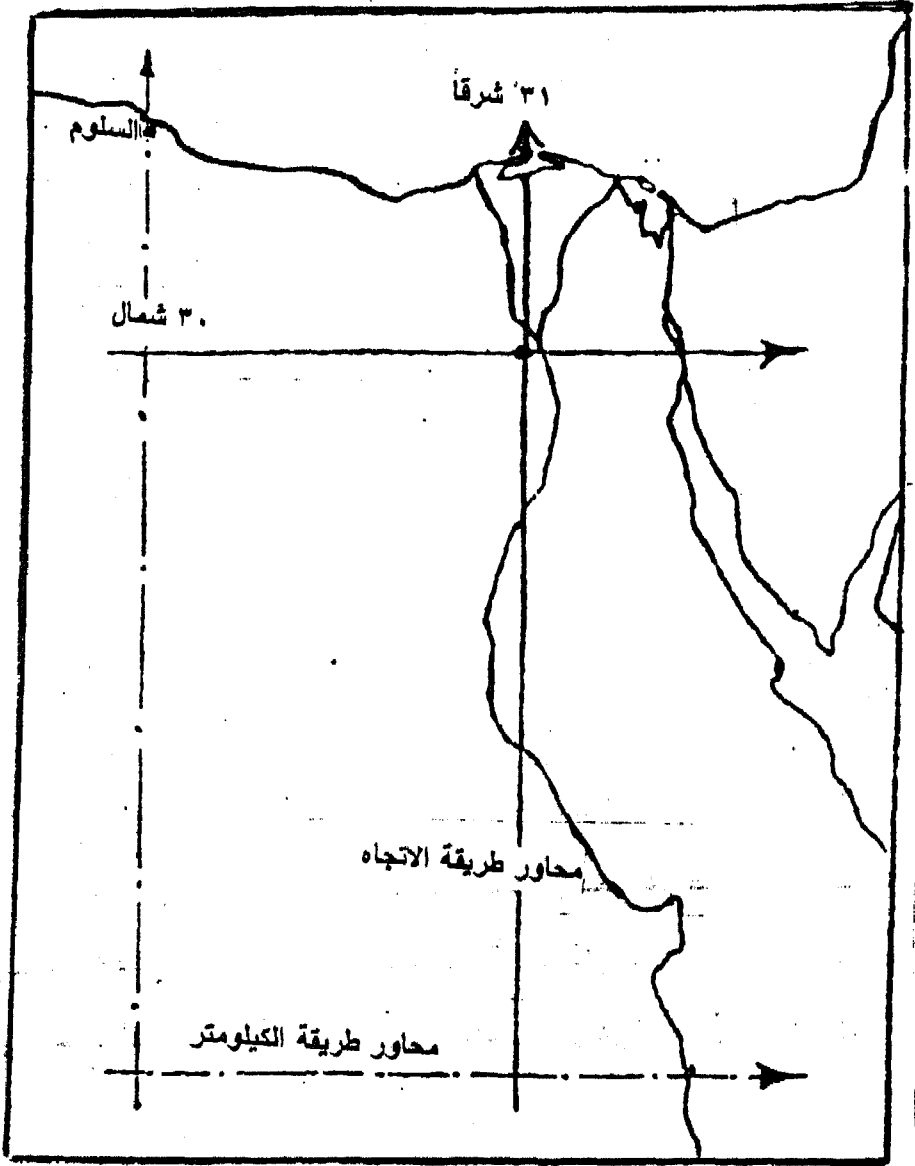 ٣١° شرقاً
السلوم
٣٠ شمال
محاور طريقة الاتجاه
محاور طريقة الكيلومتر